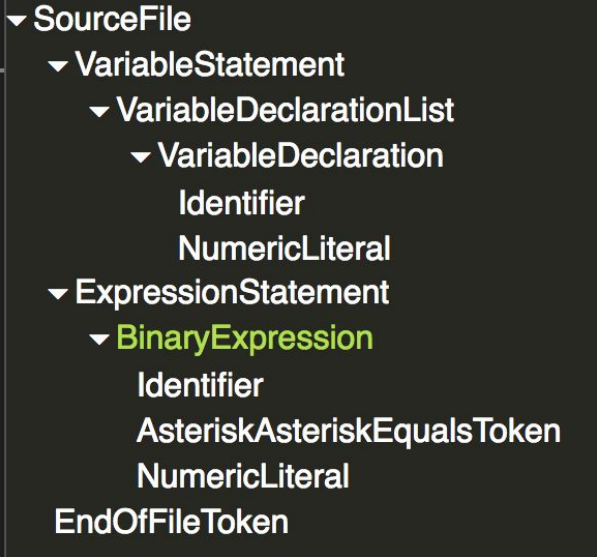 SourceFile
VariableStatement
VariableDeclarationList
VariableDeclaration
Identifier
NumericLiteral
ExpressionStatement
BinaryExpression
Identifier
AsteriskAsteriskEqualsToken
NumericLiteral
EndOfFileToken